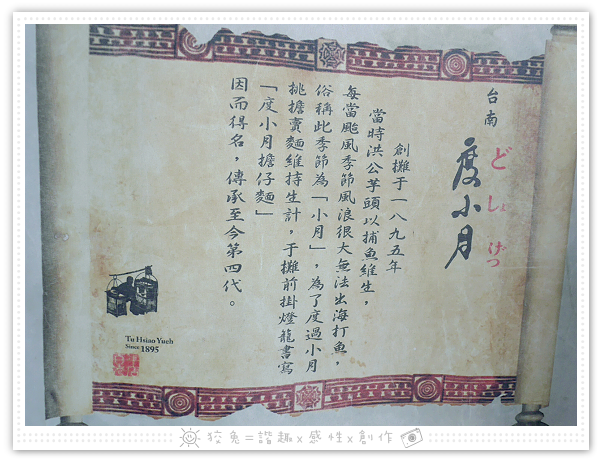 台南
度小月
どしょげつ
創攤于一八九五年
當時洪公芋頭以捕魚維生，
每當颱風季節風浪很大無法出海打魚，
俗稱此季節為「小月」，為了度過小月
挑擔賣麵維持生計，于攤前掛燈籠書寫
「度小月擔仔麵」
因而得名，傳承至今第四代。
Tu Hsiao Yueh
Since 1895
狡兔=諧趣x感性x創作